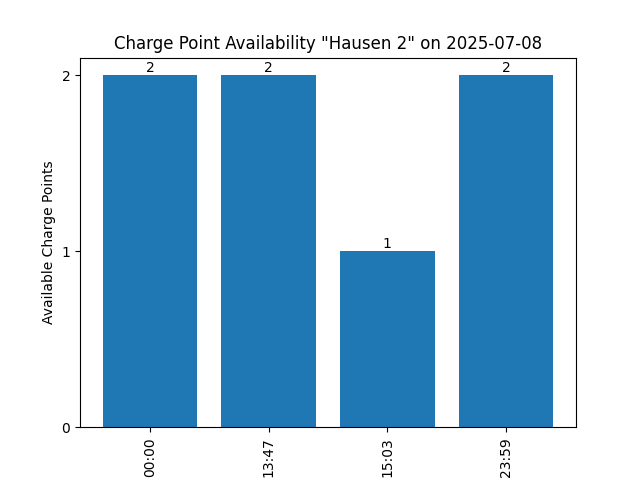 Charge Point Availability "Hausen 2" on 2025-07-08
2 2 1 2
Available Charge Points
2
1
0
00:00 13:47 15:03 23:59